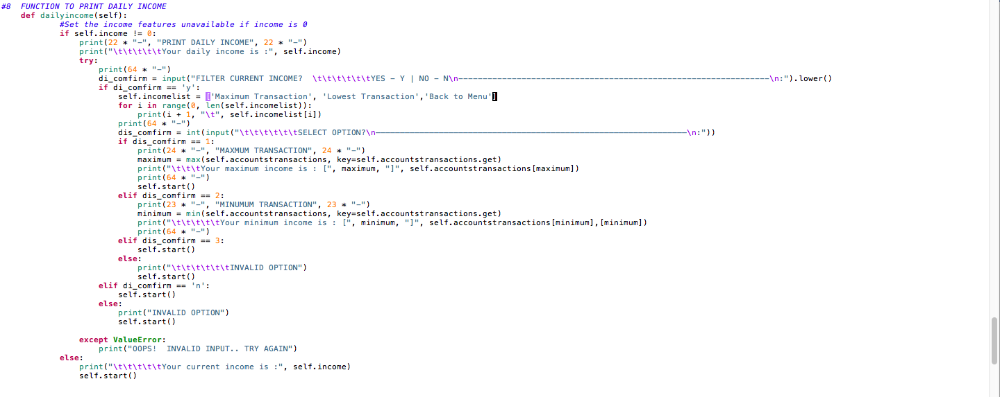 #8  FUNCTION TO PRINT DAILY INCOME
    def dailyincome(self):
            #Set the income features unavailable if income is 0
            if self.income != 0:
                print(22 * "-", "PRINT DAILY INCOME", 22 * "-")
                print("\t\t\t\t\tYour daily income is :", self.income)
                try:
                    print(64 * "-")
                    di_comfirm = input("FILTER CURRENT INCOME?  \t\t\t\t\t\tYES - Y | NO - N\n----------------------------------------------------------------\n:").lower()
                    if di_comfirm == 'y':
                        self.incomelist = ['Maximum Transaction', 'Lowest Transaction','Back to Menu']
                        for i in range(0, len(self.incomelist)):
                            print(i + 1, "\t", self.incomelist[i])
                        print(64 * "-")
                        dis_comfirm = int(input("\t\t\t\t\t\tSELECT OPTION?\n----------------------------------------------------------------\n:"))
                        if dis_comfirm == 1:
                            print(24 * "-", "MAXMUM TRANSACTION", 24 * "-")
                            maximum = max(self.accountstransactions, key=self.accountstransactions.get)
                            print("\t\t\t\tYour maximum income is : [", maximum, "]", self.accountstransactions[maximum])
                            print(64 * "-")
                            self.start()
                        elif dis_comfirm == 2:
                            print(23 * "-", "MINUMUM TRANSACTION", 23 * "-")
                            minimum = min(self.accountstransactions, key=self.accountstransactions.get)
                            print("\t\t\t\t\t\tYour minimum income is : [", minimum, "]", self.accountstransactions[minimum],[minimum])
                            print(64 * "-")
                        elif dis_comfirm == 3:
                            self.start()
                        else:
                            print("\t\t\t\t\t\t\tINVALID OPTION")
                            self.start()
                    elif di_comfirm == 'n':
                        self.start()
                    else:
                        print("INVALID OPTION")
                        self.start()
                except ValueError:
                    print("OOPS!  INVALID INPUT.. TRY AGAIN")
            else:
                print("\t\t\t\t\tYour current income is :", self.income)
                self.start()